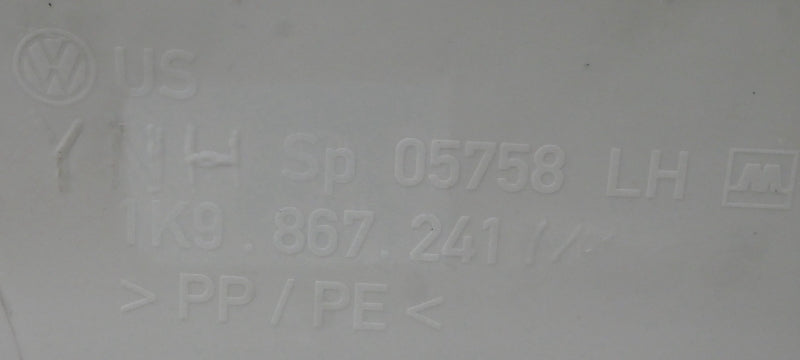 US
Sp 05758 LH
1K9.867.241
> PP / PE <